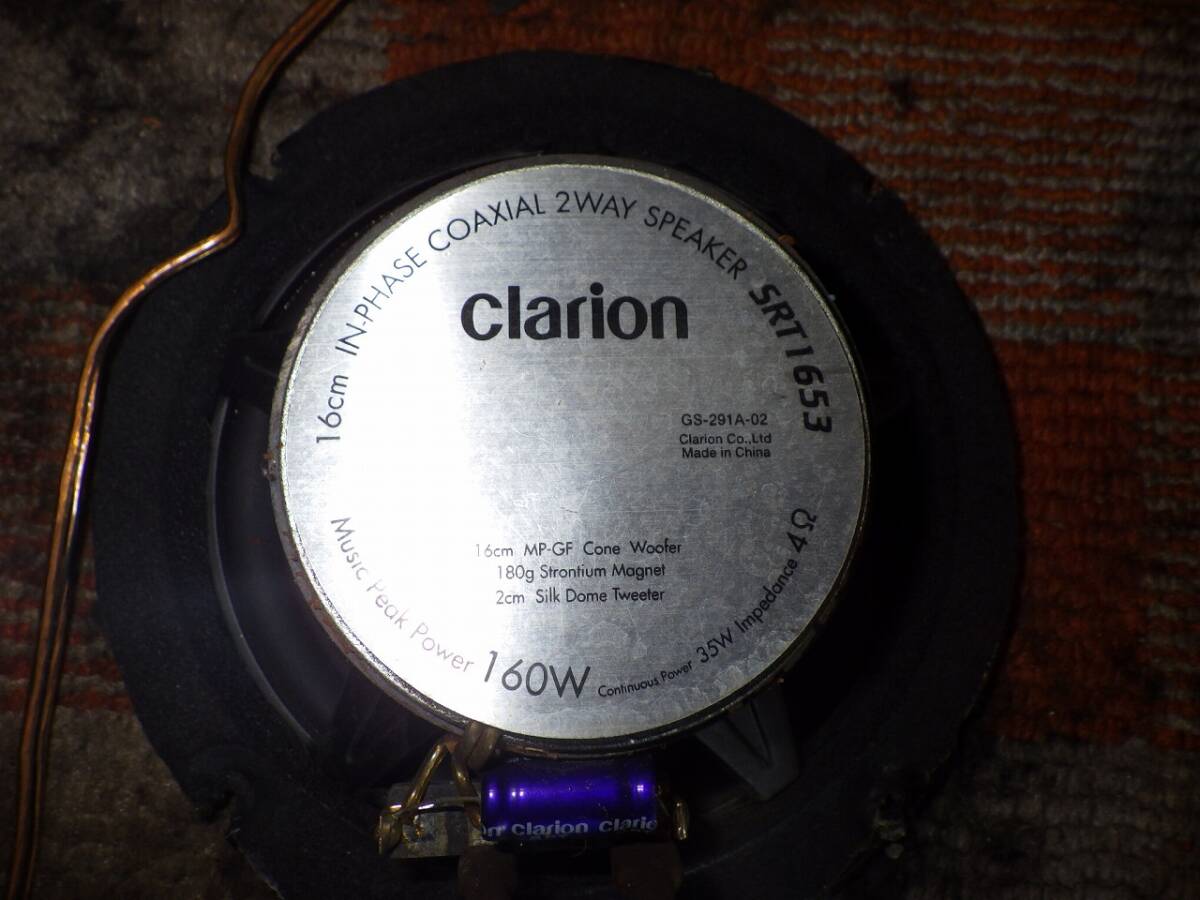 16cm IN-PHASE COAXIAL 2WAY SPEAKER SRT1653
clarion
GS-291A-02
Clarion Co.,Ltd
Made in China
16cm MP-GF Cone Woofer
180g Strontium Magnet
2cm Silk Dome Tweeter
Music Peak Power 160W Continuous Power 35W Impedance 4Ω
clarion